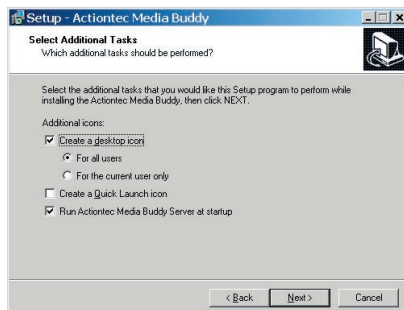 Setup - Actiontec Media Buddy
Select Additional Tasks
Which additional tasks should be performed?
Select the additional tasks that you would like this Setup program to perform while
installing the Actiontec Media Buddy, then click NEXT.
Additional icons:
Create a desktop icon
For all users
For the current user only
Create a Quick Launch icon
Run Actiontec Media Buddy Server at startup
< Back Next > Cancel